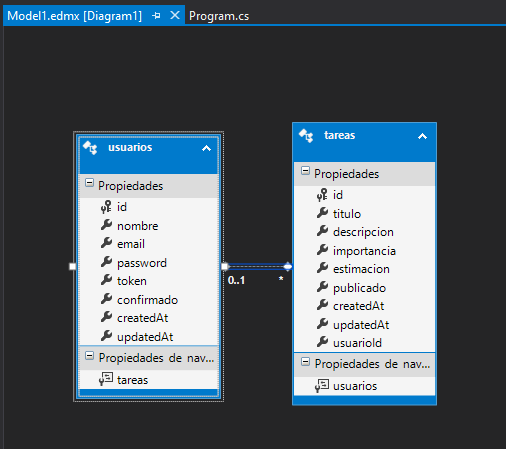 Model1.edmx [Diagram1]
Program.cs
usuarios
Propiedades
id
nombre
email
password
token
confirmado
createdAt
updatedAt
Propiedades de nav...
tareas
0..1
*
tareas
Propiedades
id
titulo
descripcion
importancia
estimacion
publicado
createdAt
updatedAt
usuarioId
Propiedades de nav...
usuarios